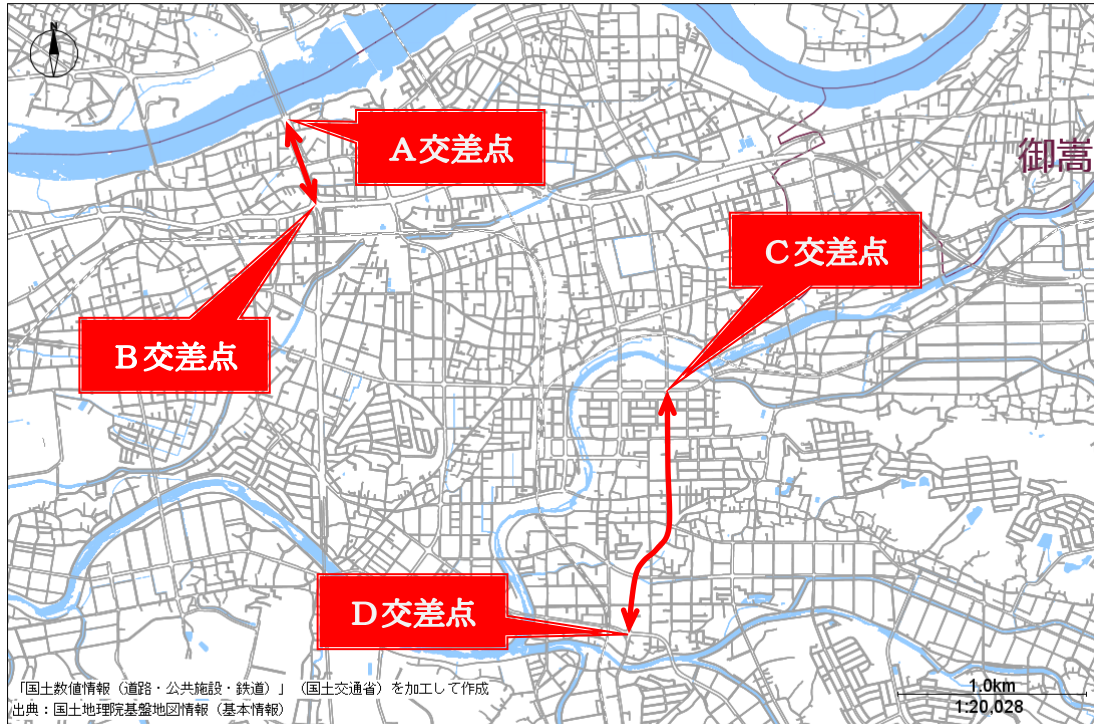 N
A交差点
御嵩
C交差点
B交差点
D交差点
「国土数値情報（道路・公共施設・鉄道）」（国土交通省）を加工して作成
出典：国土地理院基盤地図情報（基本情報）
1.0km
1:20,028